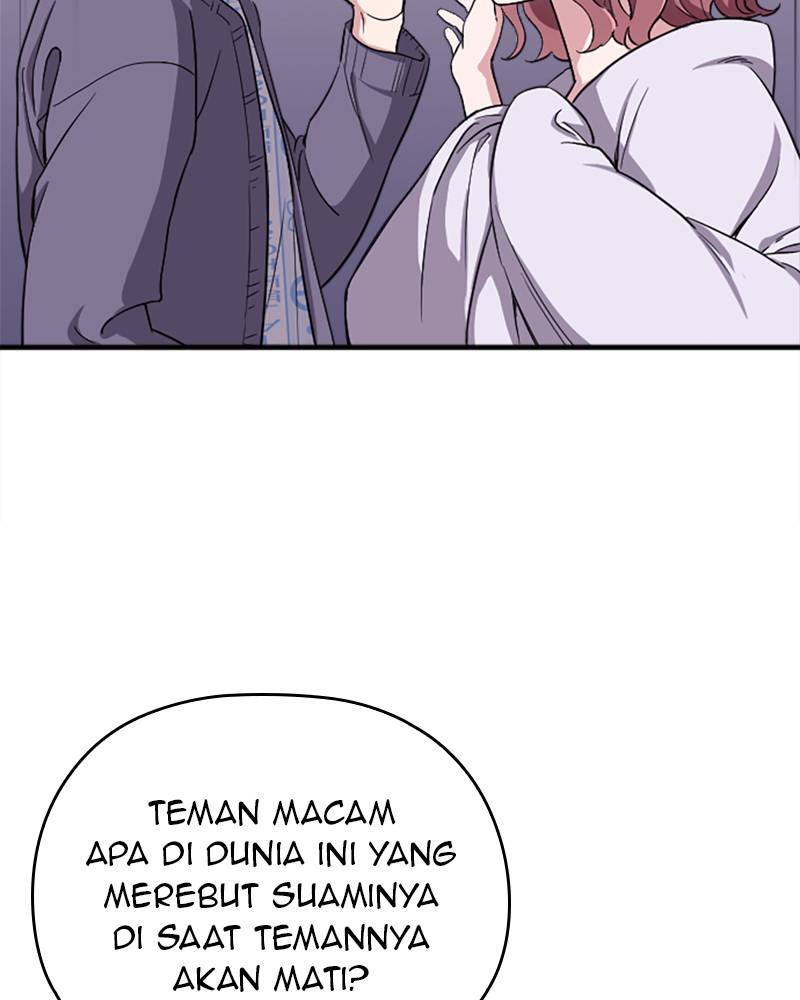 TEMAN MACAM
APA DI DUNIA INI YANG
MEREBUT SUAMINYA
DI SAAT TEMANNYA
AKAN MATI?